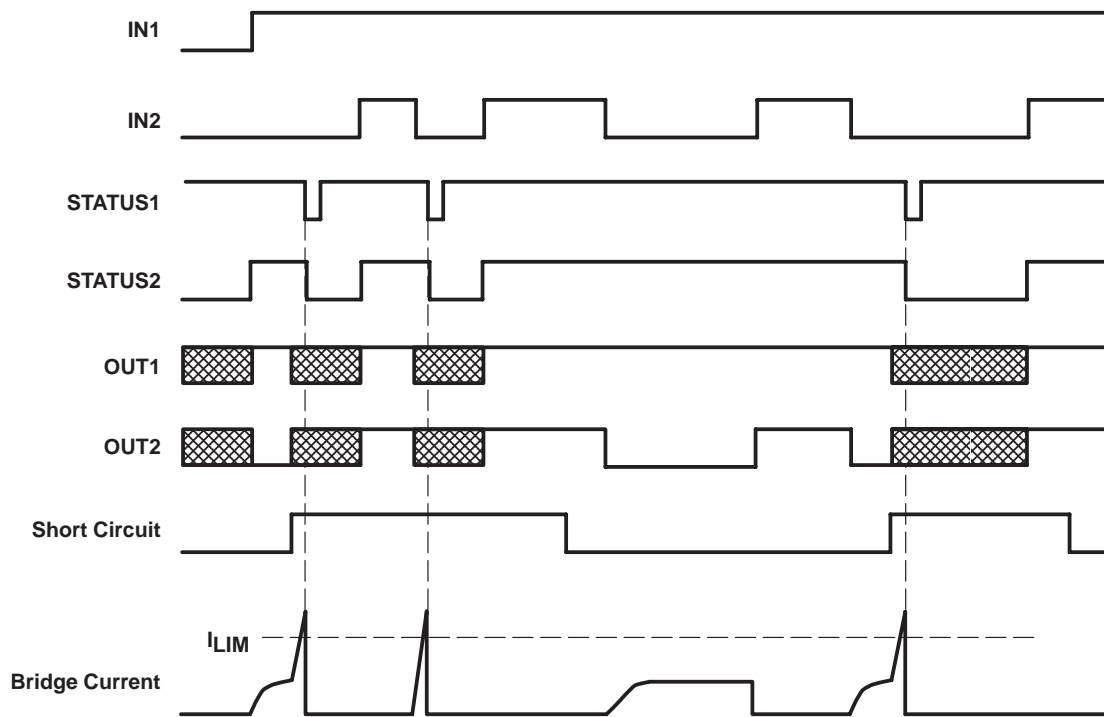 IN1
IN2
STATUS1
STATUS2
OUT1
OUT2
Short Circuit
ILIM
Bridge Current